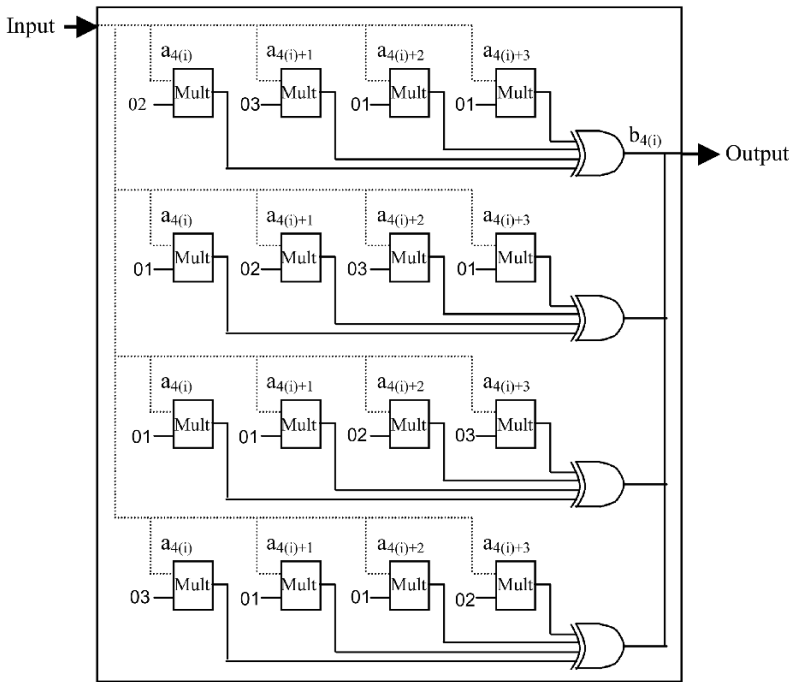 Input
a4(i) a4(i)+1 a4(i)+2 a4(i)+3
Mult Mult Mult Mult
02 03 01 01
b4(i)
Output
a4(i) a4(i)+1 a4(i)+2 a4(i)+3
Mult Mult Mult Mult
01 02 03 01
a4(i) a4(i)+1 a4(i)+2 a4(i)+3
Mult Mult Mult Mult
01 01 02 03
a4(i) a4(i)+1 a4(i)+2 a4(i)+3
Mult Mult Mult Mult
03 01 01 02